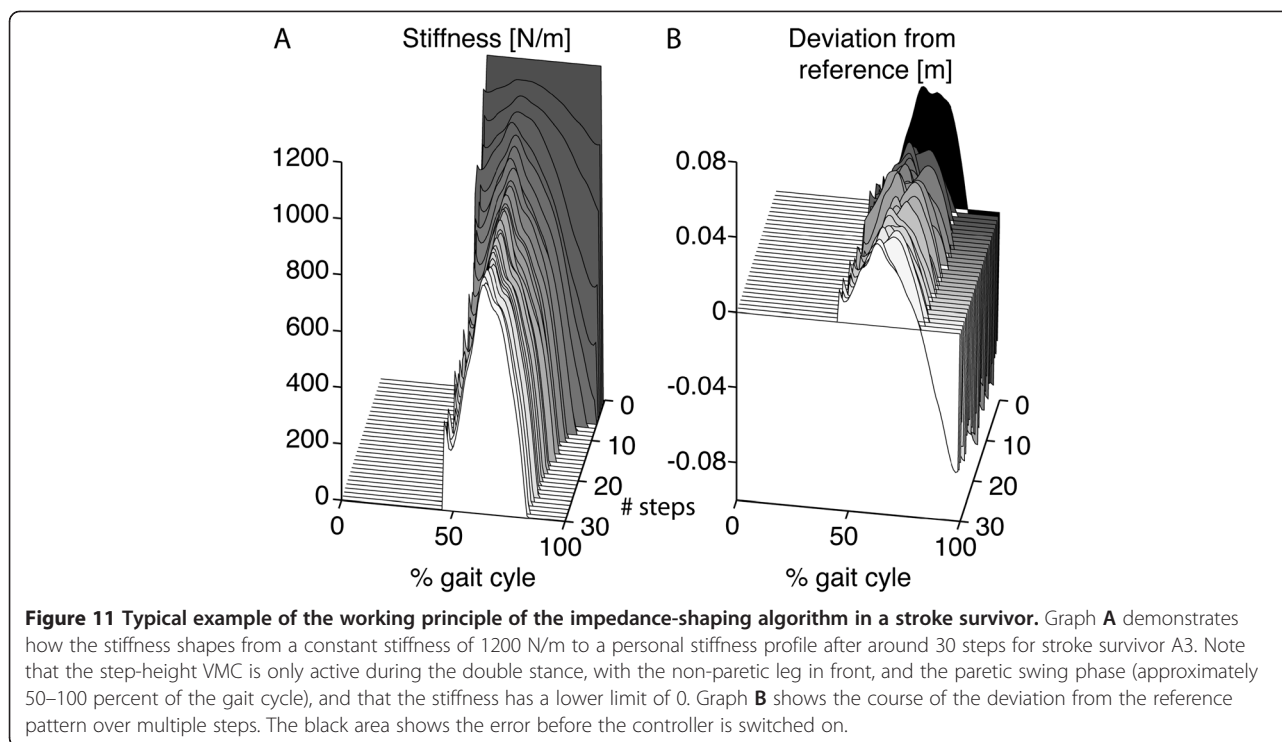 A
Stiffness [N/m]
B
Deviation from
reference [m]
1200
1000
800
600
400
200
0
0
50
100
% gait cyle
0
10
20
30
# steps
0.08
0.04
0
-0.04
-0.08
0
50
100
% gait cyle
0
10
20
30
Figure 11 Typical example of the working principle of the impedance-shaping algorithm in a stroke survivor. Graph A demonstrates
how the stiffness shapes from a constant stiffness of 1200 N/m to a personal stiffness profile after around 30 steps for stroke survivor A3. Note
that the step-height VMC is only active during the double stance, with the non-paretic leg in front, and the paretic swing phase (approximately
50–100 percent of the gait cycle), and that the stiffness has a lower limit of 0. Graph B shows the course of the deviation from the reference
pattern over multiple steps. The black area shows the error before the controller is switched on.